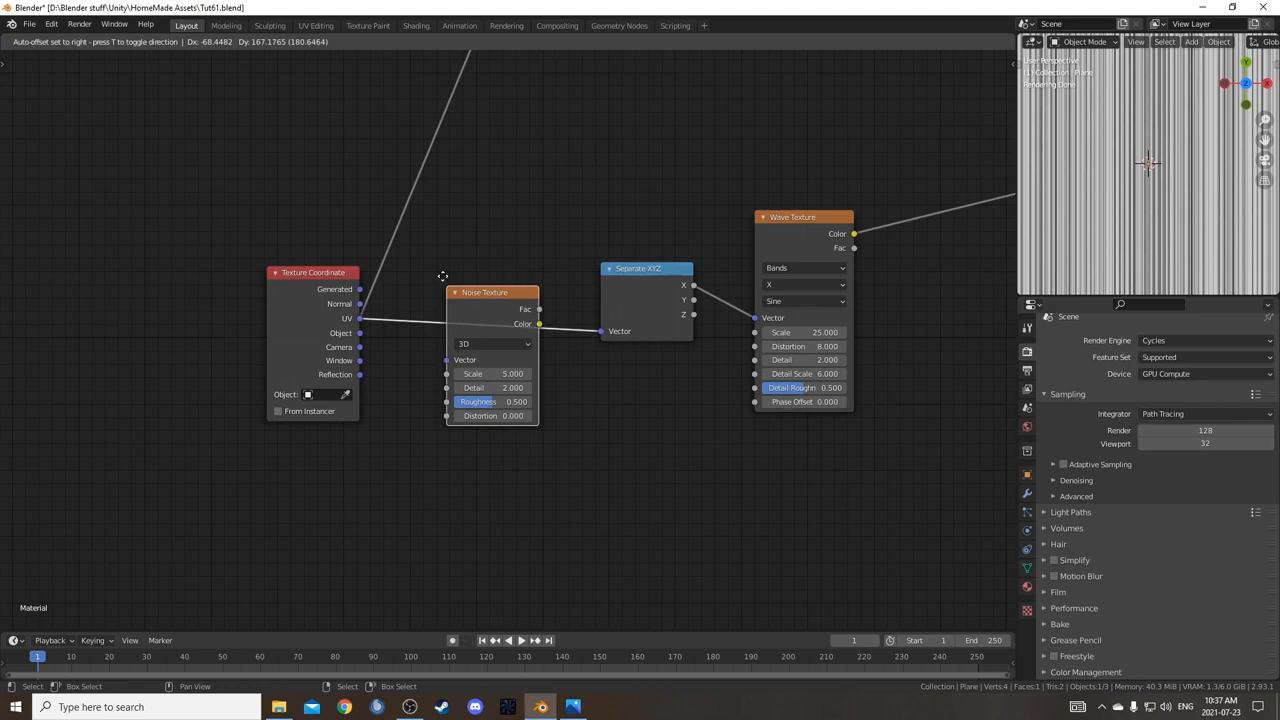 Blender* [D:\Blender stuff\Unity\HomeMade Assets\Tut61.blend]
File Edit Render Window Help Layout Modeling Sculpting UV Editing Texture Paint Shading Animation Rendering Compositing Geometry Nodes Scripting +
Scene View Layer
Auto-offset set to right - press T to toggle direction | Dx: -68.4482 Dy: 167.1765 (180.6464)
Object Mode View Select Add Object Glob
User Perspective
(1) Collection | Plane
Rendering Done
Y
X
Z
Texture Coordinate
Generated
Normal
UV
Object
Camera
Window
Reflection
Object:
From Instancer
Noise Texture
Fac
Color
3D
Vector
Scale 5.000
Detail 2.000
Roughness 0.500
Distortion 0.000
Separate XYZ
X
Y
Z
Vector
Wave Texture
Color
Fac
Bands
X
Sine
Vector
Scale 25.000
Distortion 8.000
Detail 2.000
Detail Scale 6.000
Detail Roughn 0.500
Phase Offset 0.000
Material
Scene
Render Engine Cycles
Feature Set Supported
Device GPU Compute
Sampling
Integrator Path Tracing
Render 128
Viewport 32
Adaptive Sampling
Denoising
Advanced
Light Paths
Volumes
Hair
Simplify
Motion Blur
Film
Performance
Bake
Grease Pencil
Freestyle
Color Management
Playback Keying View Marker
1 Start 1 End 250
1 10 20 30 40 50 60 70 80 90 100 110 120 130 140 150 160 170 180 190 200 210 220 230 240 250
Select Box Select Pan View Select Box Select
Collection | Plane | Verts:4 | Faces:1 | Tris:2 | Objects:1/3 | Memory: 40.3 MiB | VRAM: 1.3/6.0 GiB | 2.93.1
Type here to search
ENG
10:37 AM
2021-07-23